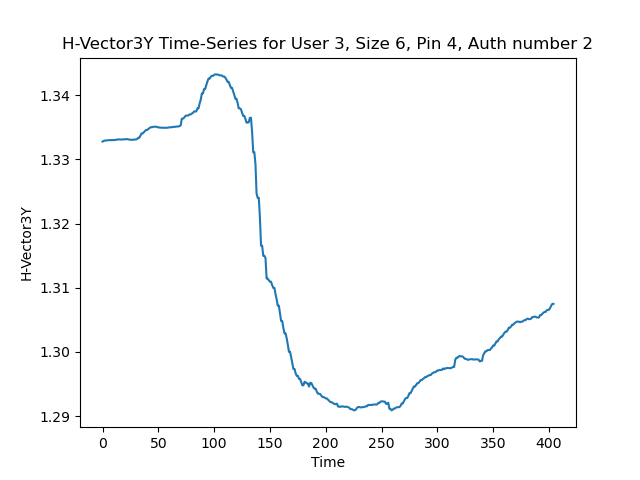 H-Vector3Y Time-Series for User 3, Size 6, Pin 4, Auth number 2
H-Vector3Y
1.34
1.33
1.32
1.31
1.30
1.29
0 50 100 150 200 250 300 350 400
Time